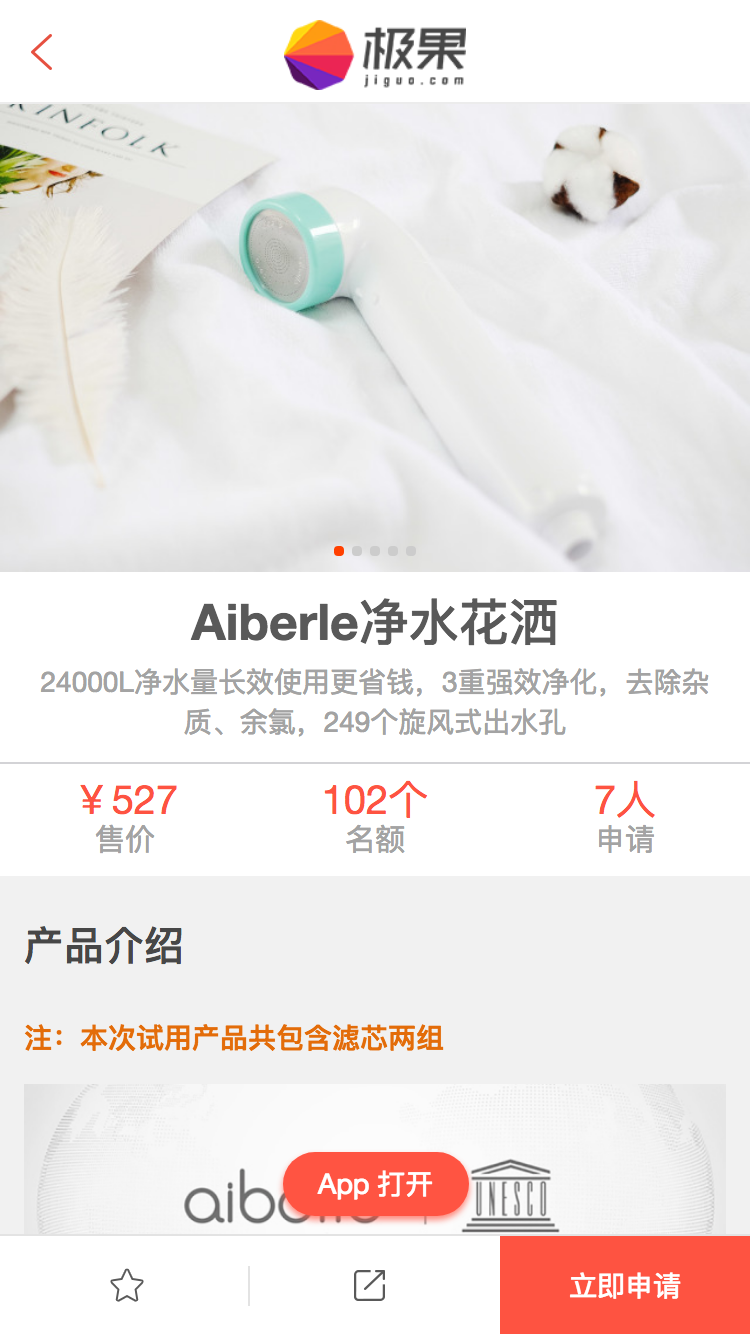 极果
jiguo.com
KINFOLK
Aiberle净水花洒
24000L净水量长效使用更省钱，3重强效净化，去除杂
质、余氯，249个旋风式出水孔
￥527
102个
7人
售价
名额
申请
产品介绍
注：本次试用产品共包含滤芯两组
App 打开
UNESCO
立即申请